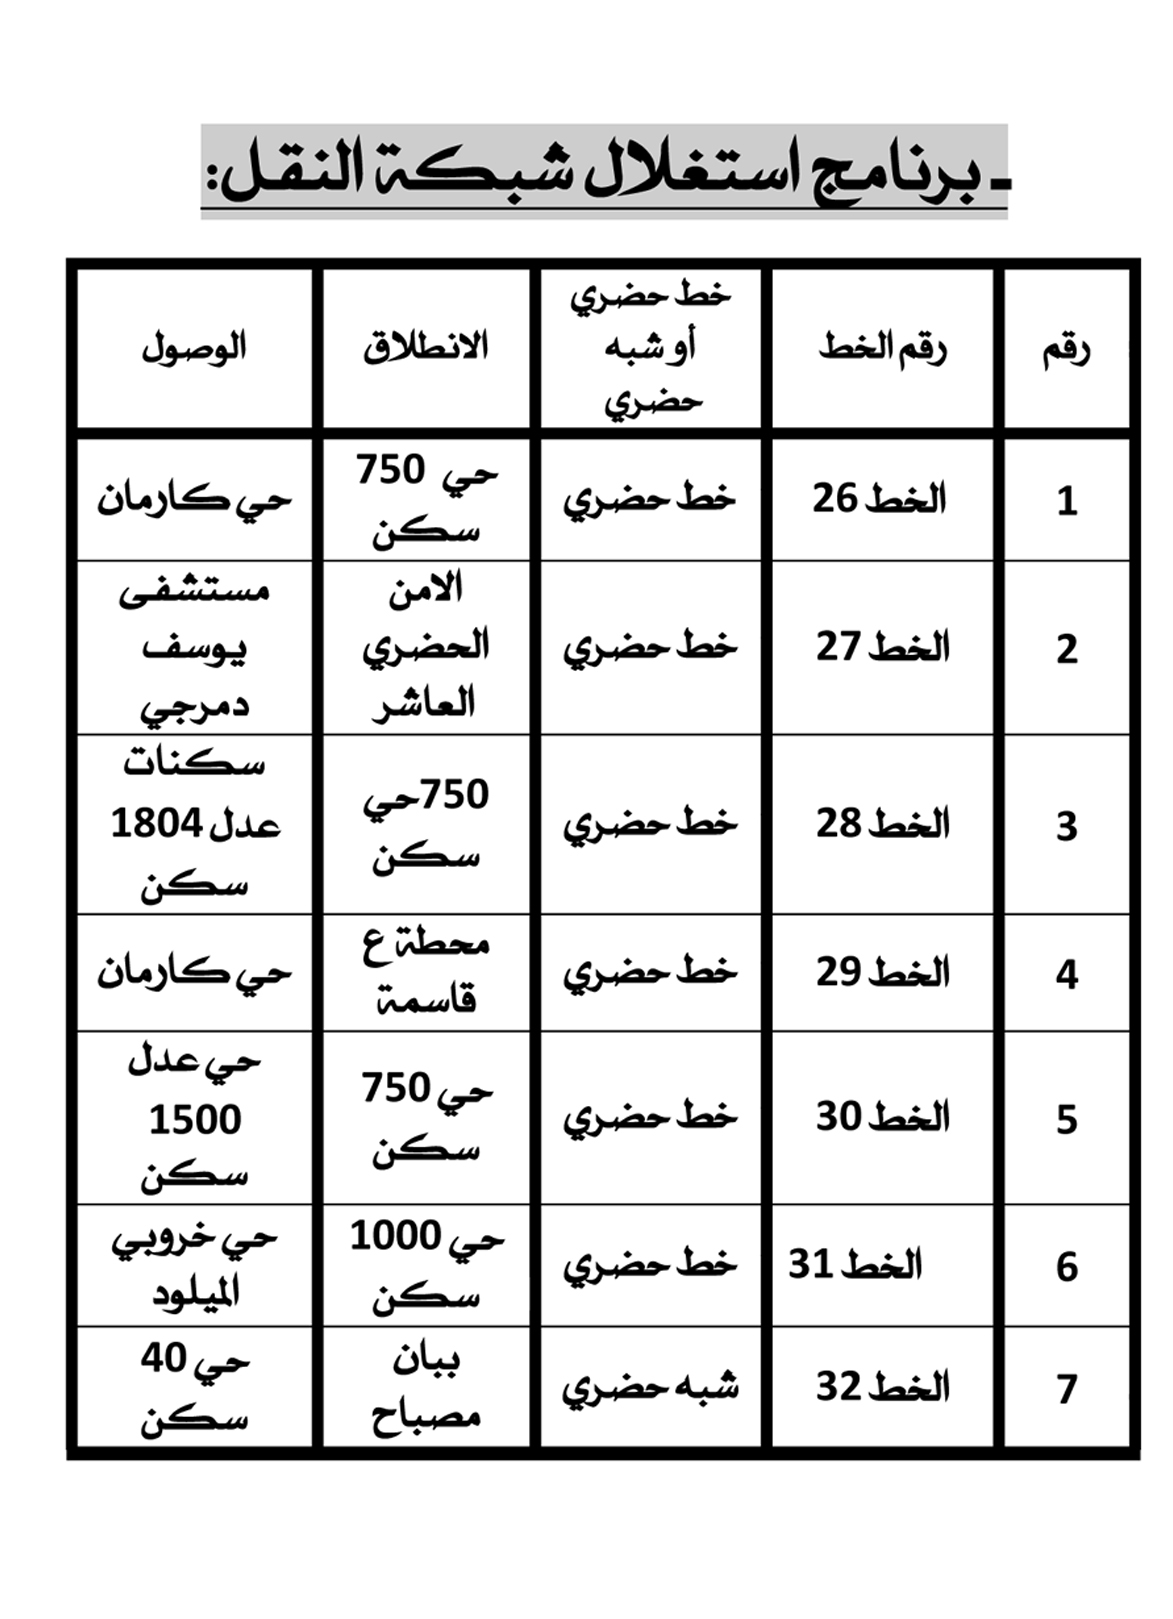 ـ برنامج استغلال شبكة النقل:
رقم
رقم الخط
خط حضري
أو شبه
حضري
الانطلاق
الوصول
1
الخط 26
خط حضري
حي 750
سكن
حي كارمان
2
الخط 27
خط حضري
الامن
الحضري
العاشر
مستشفى
يوسف
دمرجي
3
الخط 28
خط حضري
750حي
سكن
سكنات
عدل 1804
سكن
4
الخط 29
خط حضري
محطة ع
قاسمة
حي كارمان
5
الخط 30
خط حضري
حي 750
سكن
حي عدل
1500
سكن
6
الخط 31
خط حضري
حي 1000
سكن
حي خروبي
الميلود
7
الخط 32
شبه حضري
ببان
مصباح
حي 40
سكن